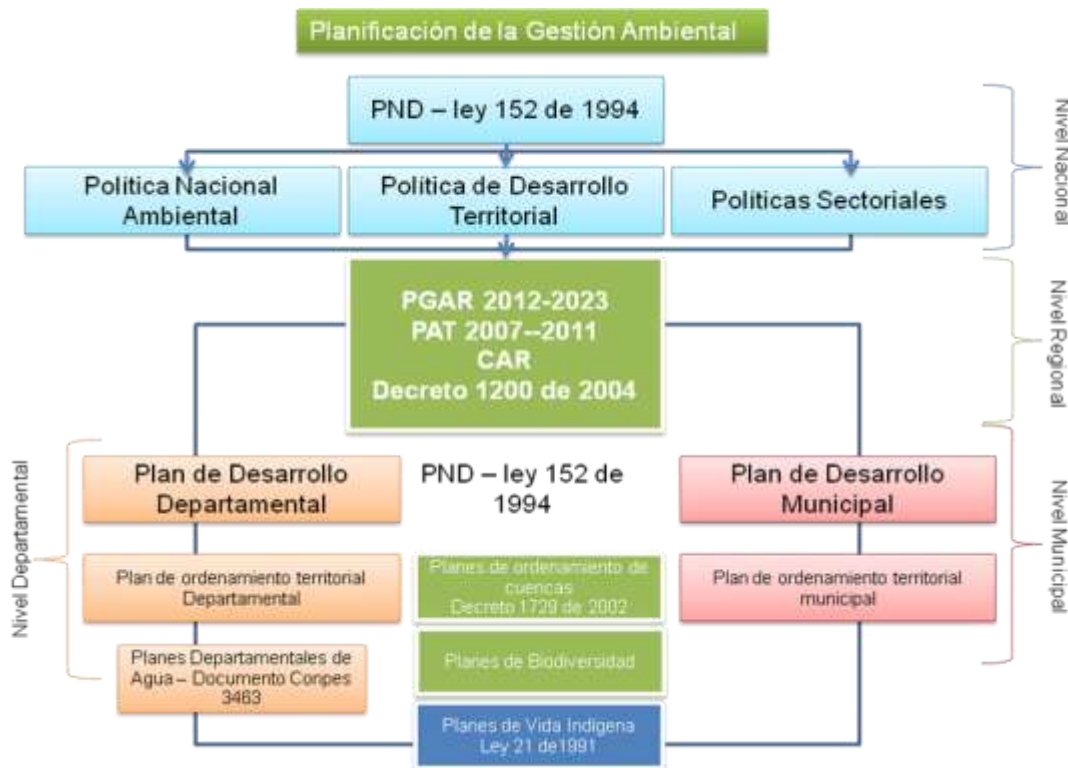 Planificación de la Gestión Ambiental
PND – ley 152 de 1994
Política Nacional
Ambiental
Política de Desarrollo
Territorial
Políticas Sectoriales
Nivel Nacional
PGAR 2012-2023
PAT 2007--2011
CAR
Decreto 1200 de 2004
Nivel Regional
Nivel Departamental
Plan de Desarrollo
Departamental
PND – ley 152 de
1994
Plan de Desarrollo
Municipal
Nivel Municipal
Plan de ordenamiento territorial
Departamental
Planes de ordenamiento de
cuencas
Decreto 1729 de 2002
Plan de ordenamiento territorial
municipal
Planes Departamentales de
Agua – Documento Conpes
3463
Planes de Biodiversidad
Planes de Vida Indígena
Ley 21 de1991